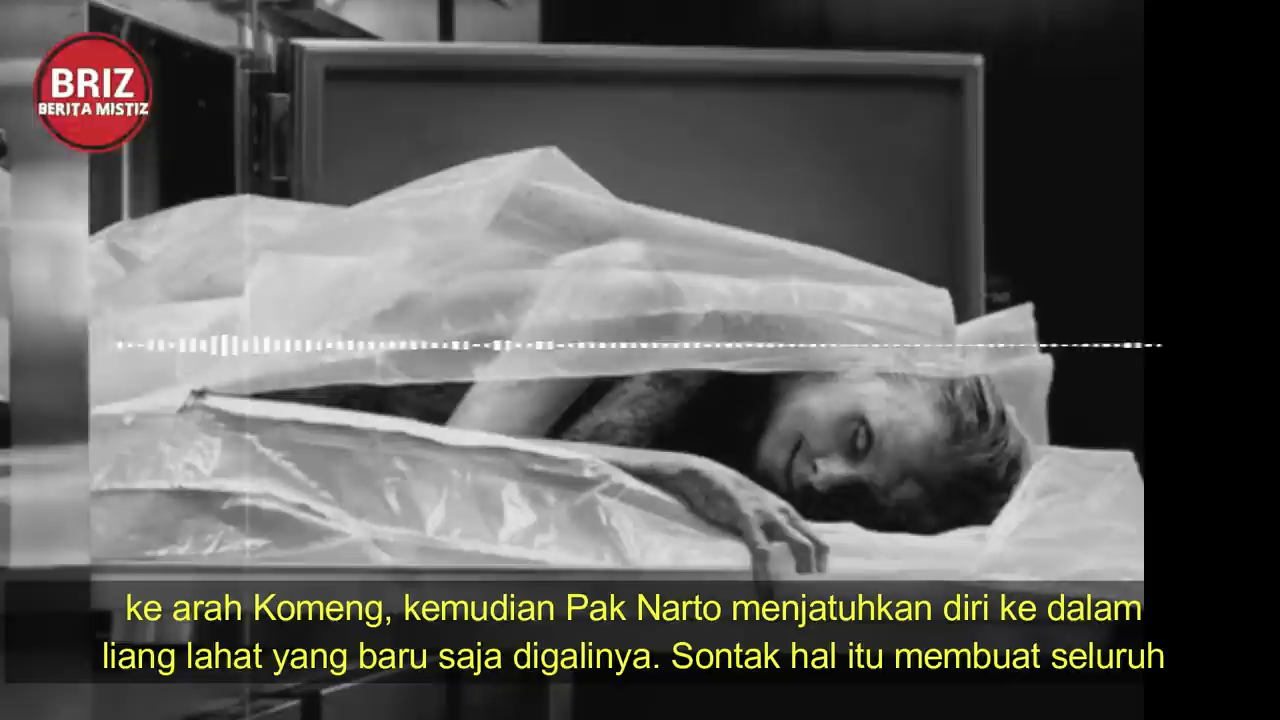 BRIZ
BERITA MISTIZ
ke arah Komeng, kemudian Pak Narto menjatuhkan diri ke dalam
liang lahat yang baru saja digalinya. Sontak hal itu membuat seluruh